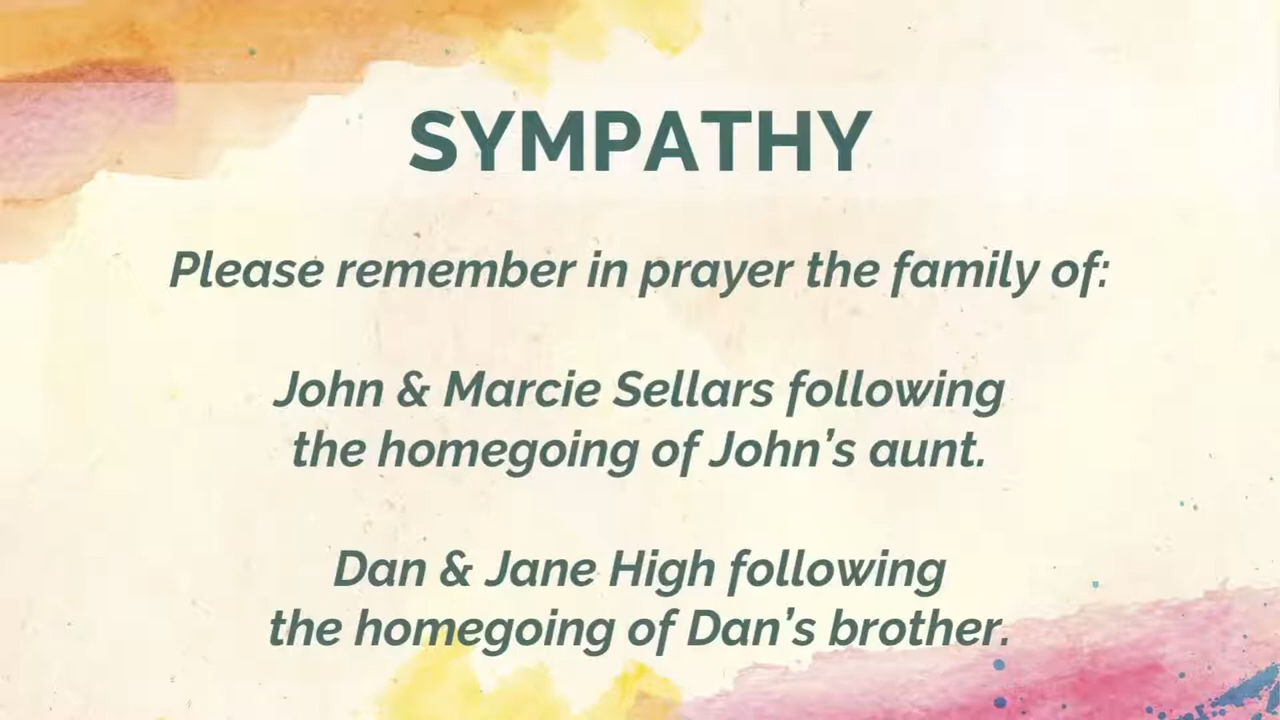 SYMPATHY
Please remember in prayer the family of:
John & Marcie Sellars following
the homegoing of John’s aunt.
Dan & Jane High following
the homegoing of Dan’s brother.